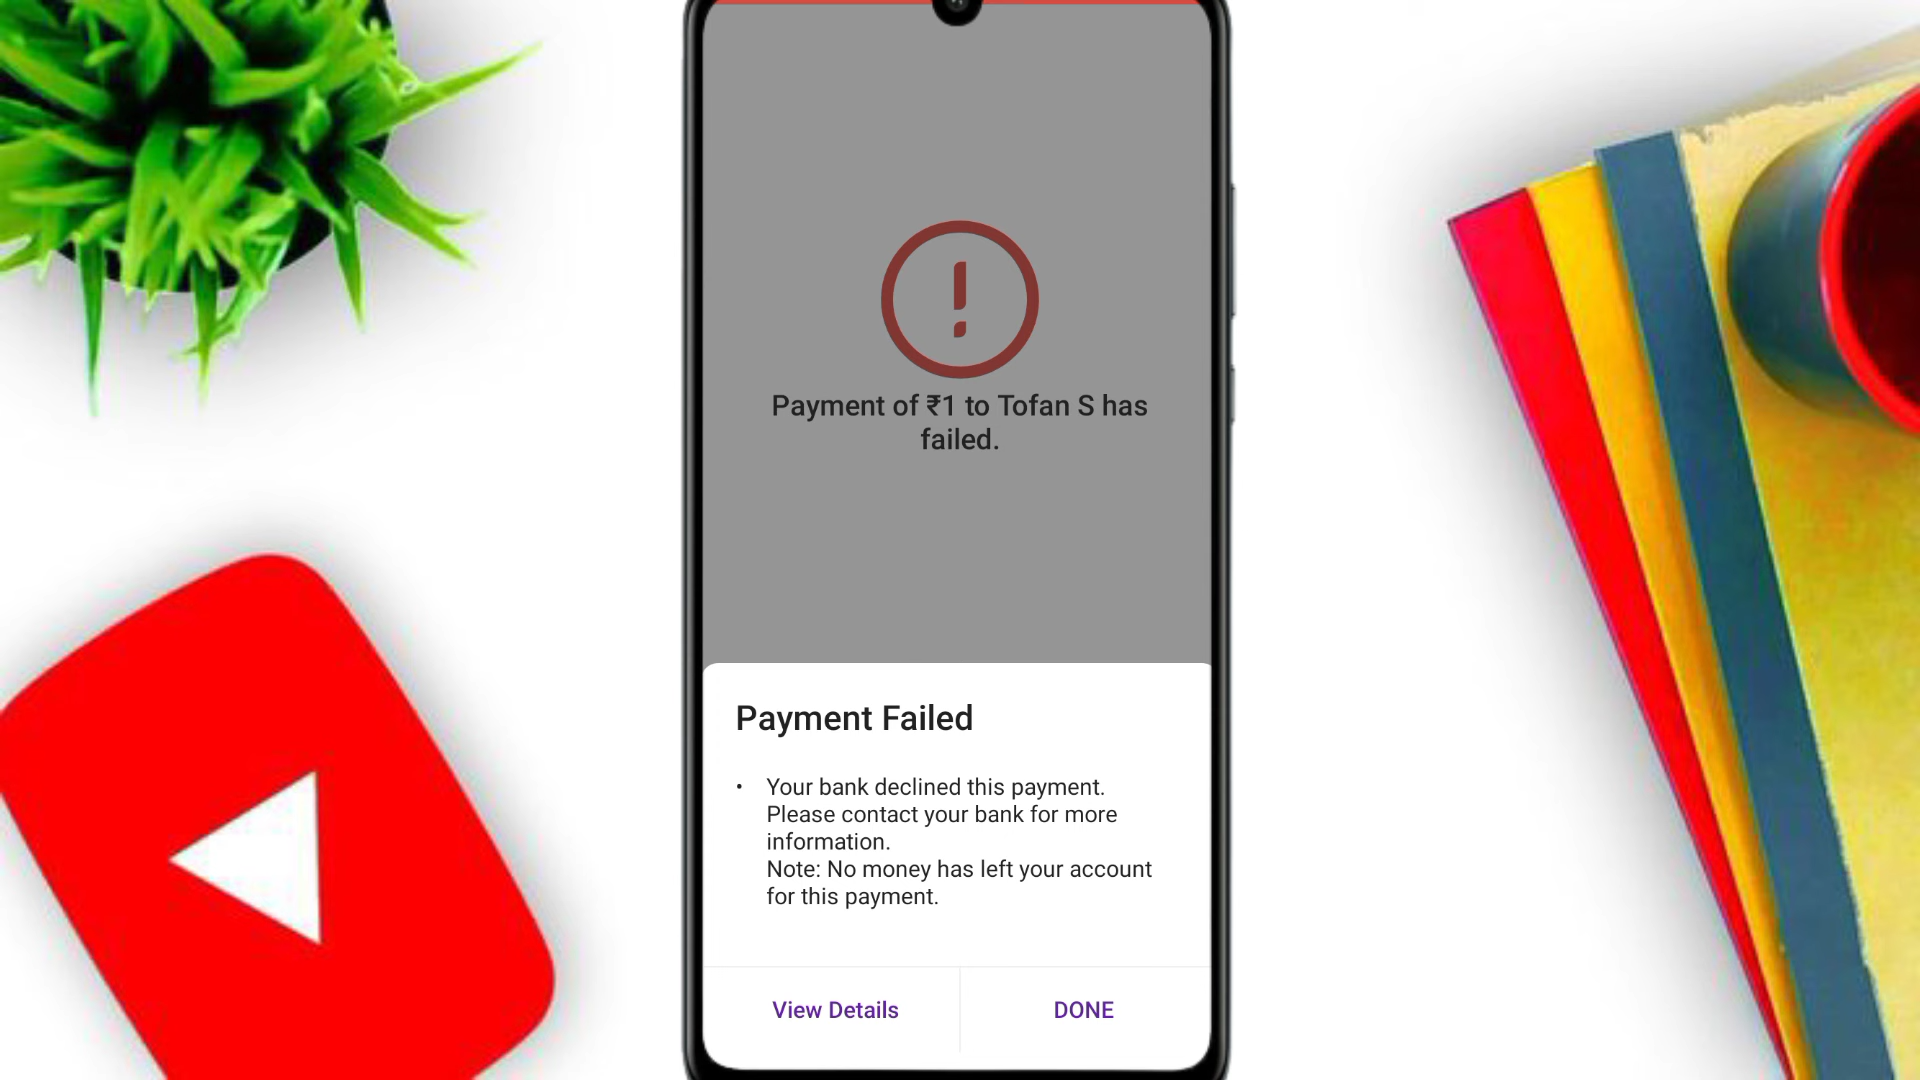 Payment of ₹1 to Tofan S has
failed.
Payment Failed
• Your bank declined this payment.
Please contact your bank for more
information.
Note: No money has left your account
for this payment.
View Details
DONE